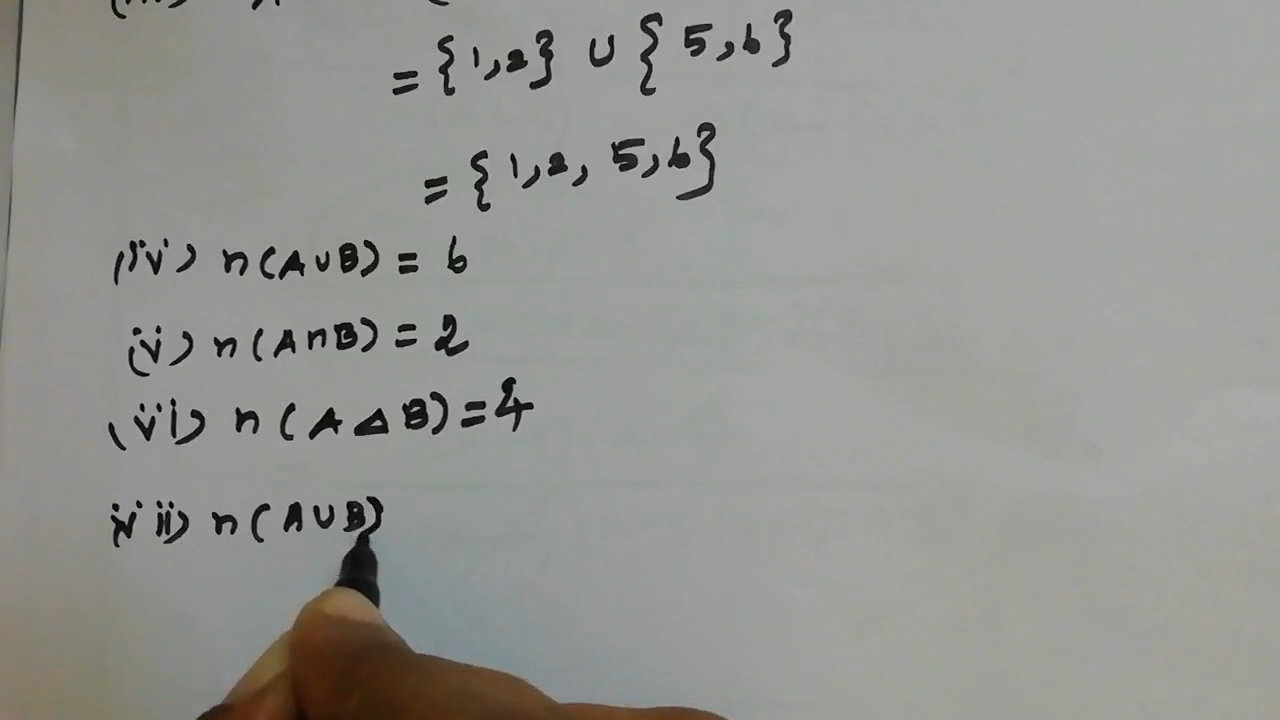 = {1,2} ∪ {5,6}
= {1,2, 5,6}
(iv) n(A∪B) = 6
(v) n(A∩B) = 2
(vi) n(A Δ B) = 4
(vii) n(A∪B)